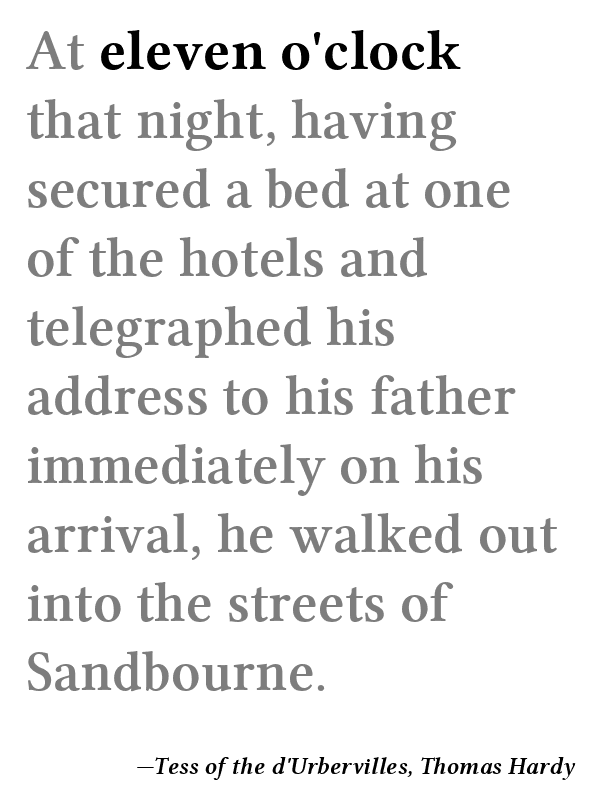 At eleven o'clock
that night, having
secured a bed at one
of the hotels and
telegraphed his
address to his father
immediately on his
arrival, he walked out
into the streets of
Sandbourne.
—Tess of the d'Urbervilles, Thomas Hardy